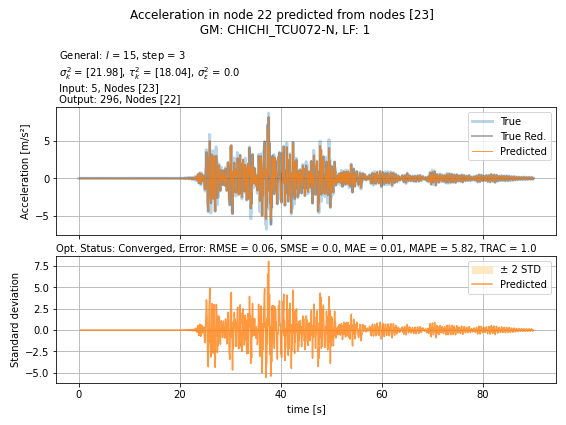 Acceleration in node 22 predicted from nodes [23]
GM: CHICHI_TCU072-N, LF: 1
General: l = 15, step = 3
σ²ₖ = [21.98], τ²ₖ = [18.04], σ²ε = 0.0
Input: 5, Nodes [23]
Output: 296, Nodes [22]
Acceleration [m/s²]
5
0
−5
True
True Red.
Predicted
Opt. Status: Converged, Error: RMSE = 0.06, SMSE = 0.0, MAE = 0.01, MAPE = 5.82, TRAC = 1.0
Standard deviation
7.5
5.0
2.5
0.0
−2.5
−5.0
± 2 STD
Predicted
0 20 40 60 80
time [s]